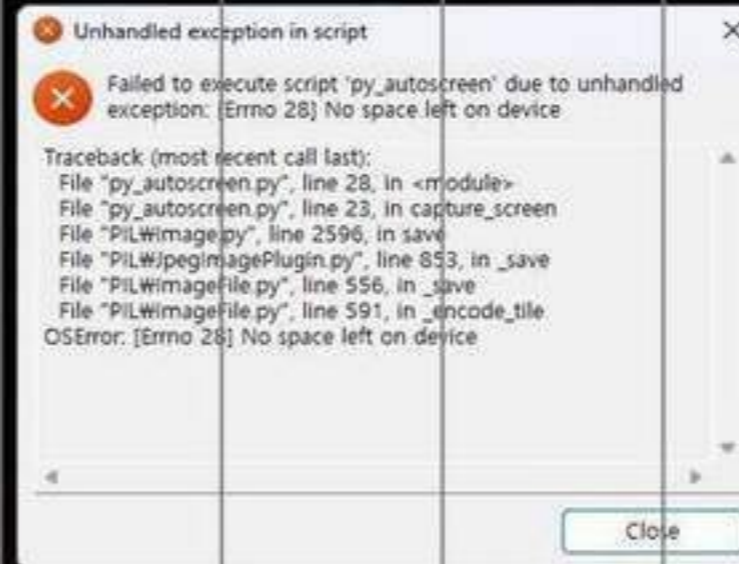 Unhandled exception in script
Failed to execute script 'py_autoscreen' due to unhandled
exception: [Errno 28] No space left on device
Traceback (most recent call last):
File "py_autoscreen.py", line 28, in <module>
File "py_autoscreen.py", line 23, in capture_screen
File "PIL₩Image.py", line 2596, in save
File "PIL₩JpegImagePlugin.py", line 853, in _save
File "PIL₩ImageFile.py", line 556, in _save
File "PIL₩ImageFile.py", line 591, in _encode_tile
OSError: [Errno 28] No space left on device
Close